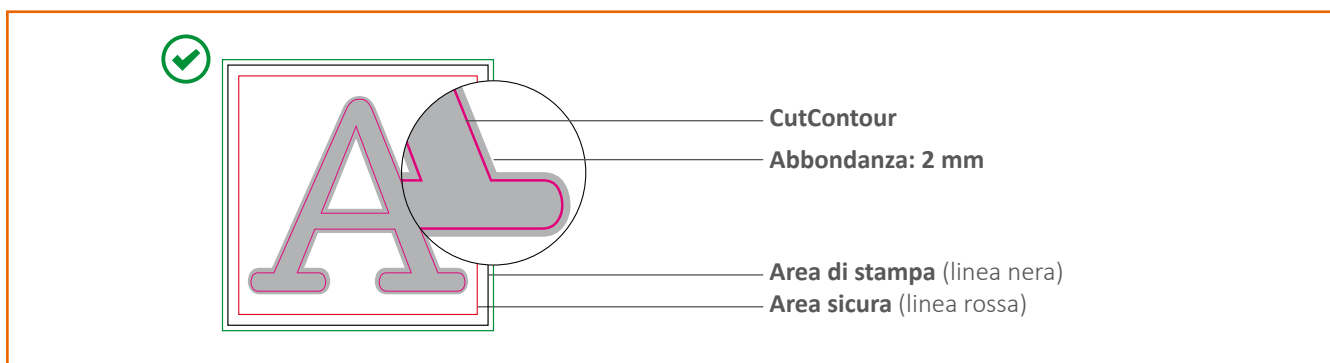 CutContour
Abbondanza: 2 mm
Area di stampa (linea nera)
Area sicura (linea rossa)
A